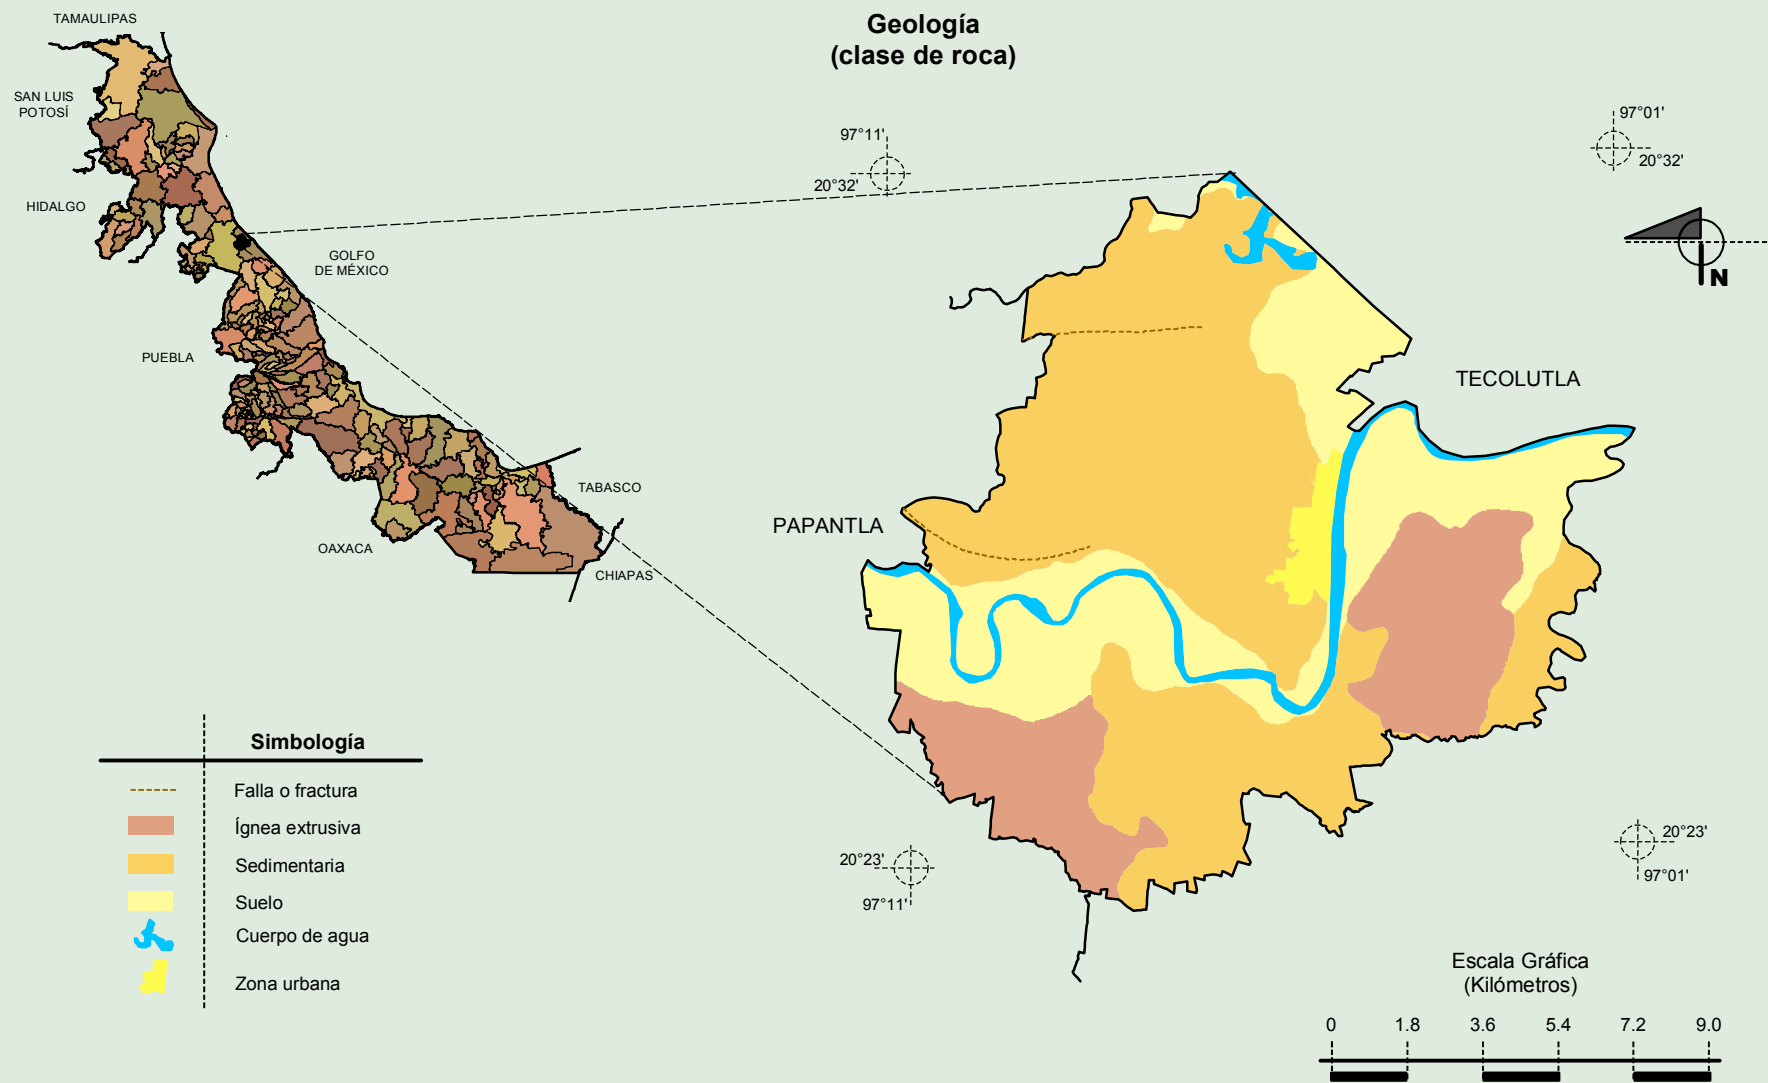 Geología
(clase de roca)
TAMAULIPAS
SAN LUIS
POTOSÍ
HIDALGO
GOLFO
DE MÉXICO
PUEBLA
TABASCO
OAXACA
CHIAPAS
97°11'
20°32'
97°01'
20°32'
N
TECOLUTLA
PAPANTLA
20°23'
97°11'
20°23'
97°01'
Simbología
Falla o fractura
Ígnea extrusiva
Sedimentaria
Suelo
Cuerpo de agua
Zona urbana
Escala Gráfica
(Kilómetros)
0 1.8 3.6 5.4 7.2 9.0